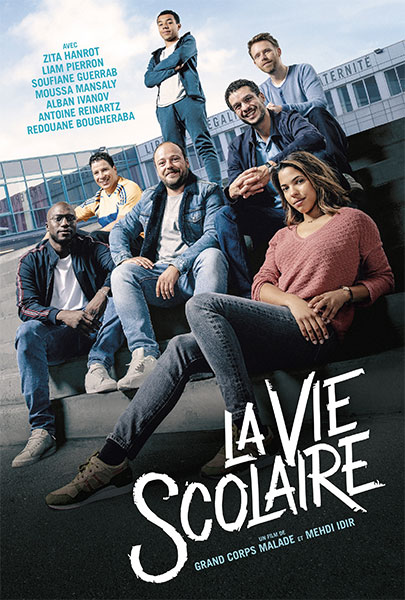 AVEC
ZITA HANROT
LIAM PIERRON
SOUFIANE GUERRAB
MOUSSA MANSALY
ALBAN IVANOV
ANTOINE REINARTZ
REDOUANE BOUGHERABA
LA VIE
SCOLAIRE
UN FILM DE
GRAND CORPS MALADE ET MEHDI IDIR